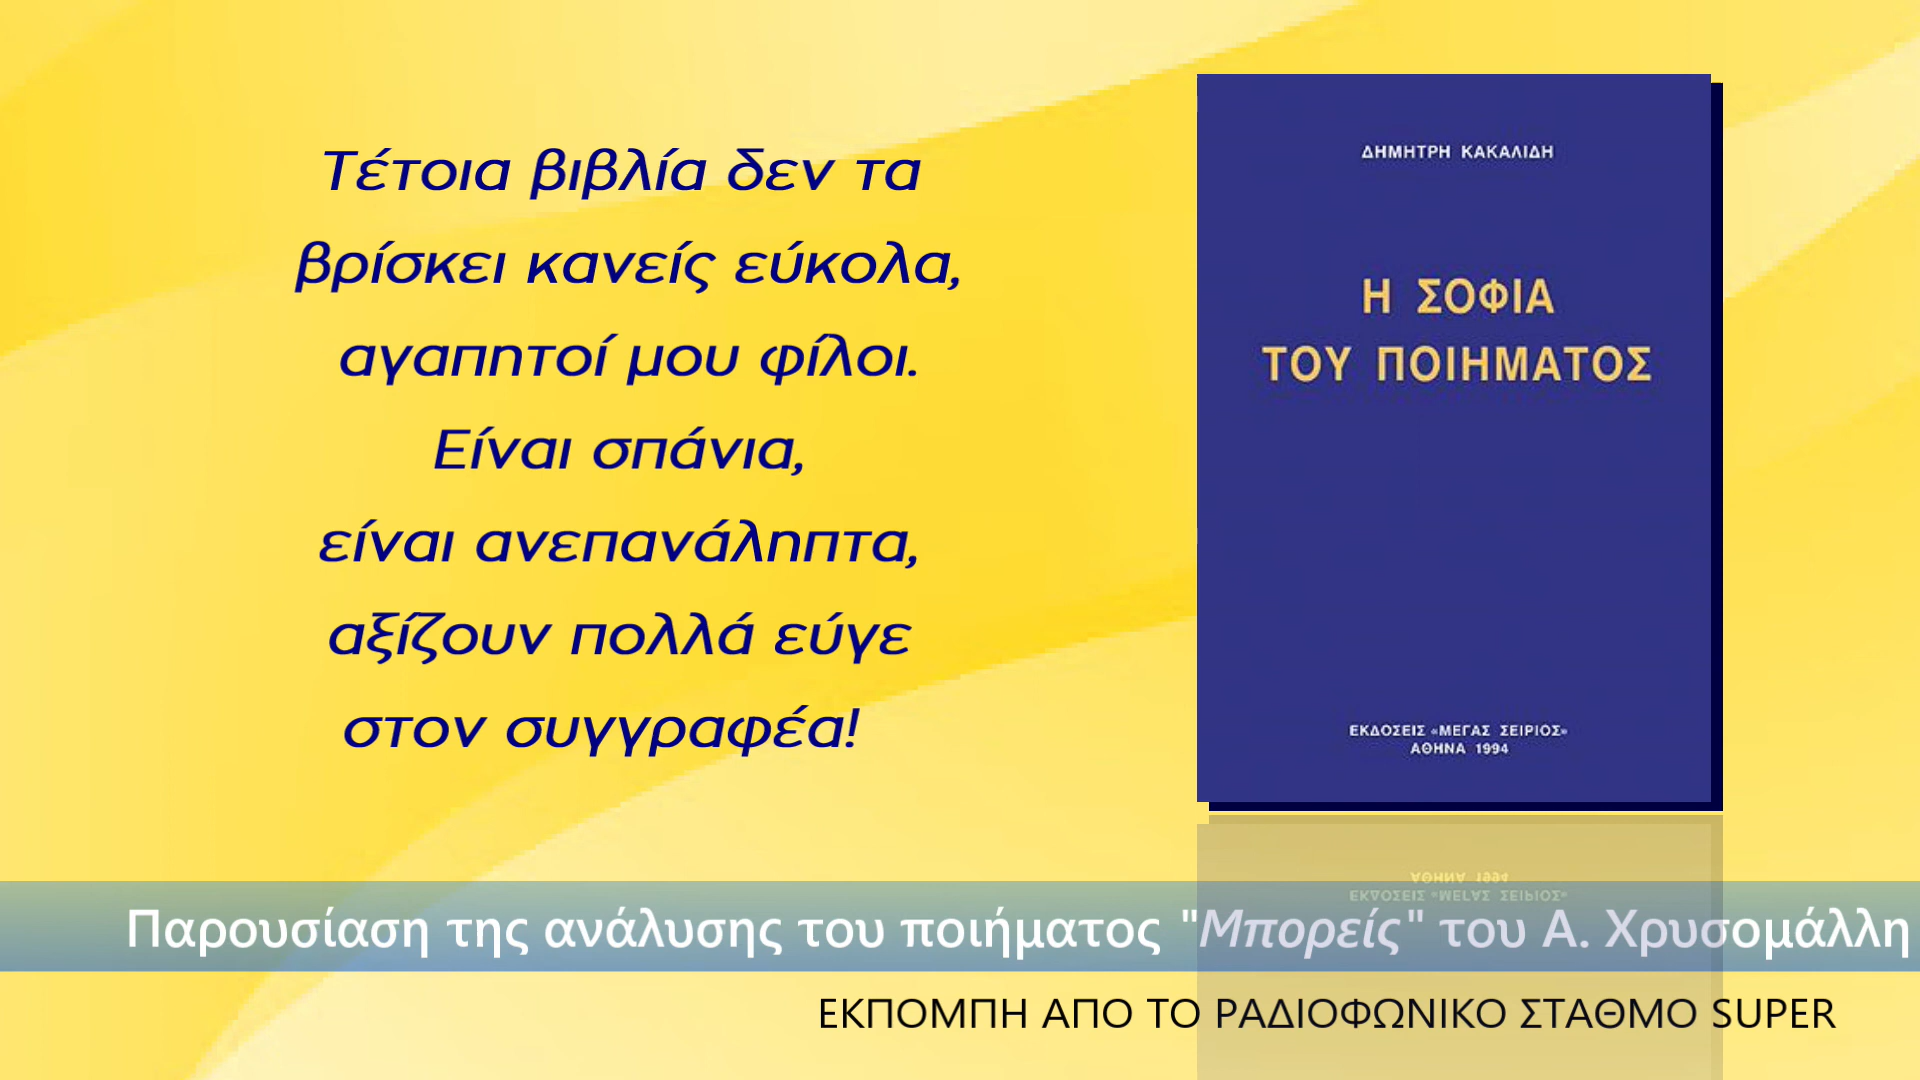 Τέτοια βιβλία δεν τα
βρίσκει κανείς εύκολα,
αγαπητοί μου φίλοι.
Είναι σπάνια,
είναι ανεπανάληπτα,
αξίζουν πολλά εύγε
στον συγγραφέα!
ΔΗΜΗΤΡΗ ΚΑΚΑΛΙΔΗ
Η ΣΟΦΙΑ
ΤΟΥ ΠΟΙΗΜΑΤΟΣ
ΕΚΔΟΣΕΙΣ «ΜΕΓΑΣ ΣΕΙΡΙΟΣ»
ΑΘΗΝΑ 1994
Παρουσίαση της ανάλυσης του ποιήματος "Μπορείς" του Α. Χρυσομάλλη
ΕΚΠΟΜΠΗ ΑΠΟ ΤΟ ΡΑΔΙΟΦΩΝΙΚΟ ΣΤΑΘΜΟ SUPER